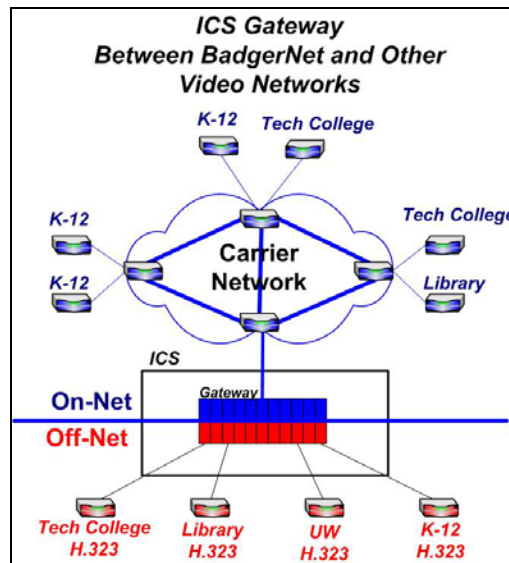 ICS Gateway
Between BadgerNet and Other
Video Networks
K-12
Tech College
K-12
Tech College
K-12
Library
Carrier
Network
ICS
Gateway
On-Net
Off-Net
Tech College
H.323
Library
H.323
UW
H.323
K-12
H.323